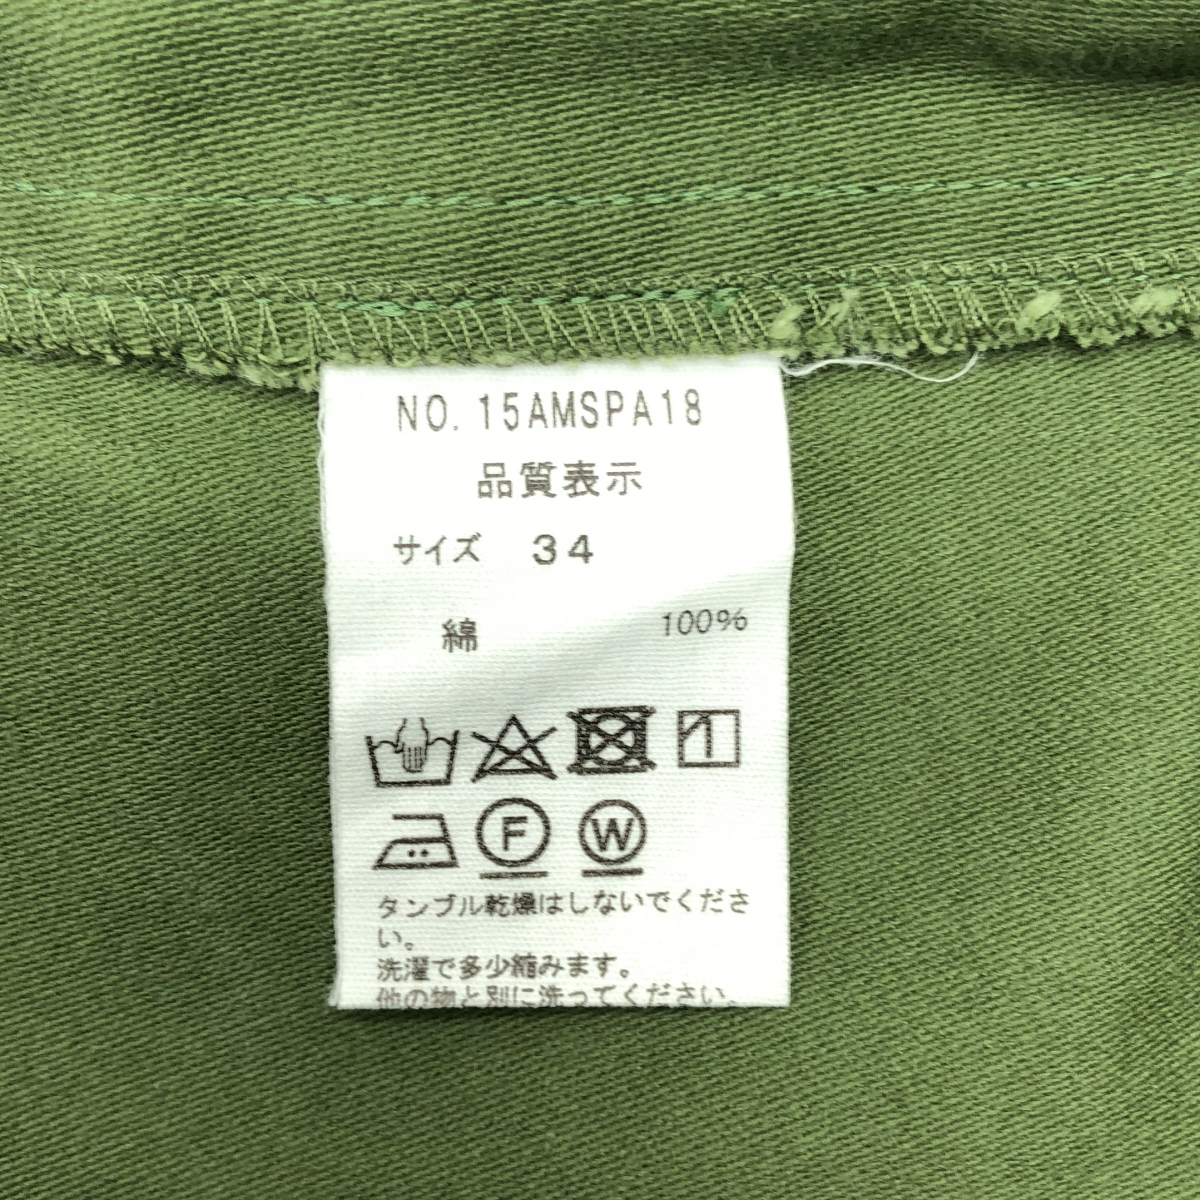 NO. 15AMSPA18
品質表示
サイズ 34
綿 100%
F W
タンブル乾燥はしないでくださ
い。
洗濯で多少縮みます。
他の物と別に洗ってください。